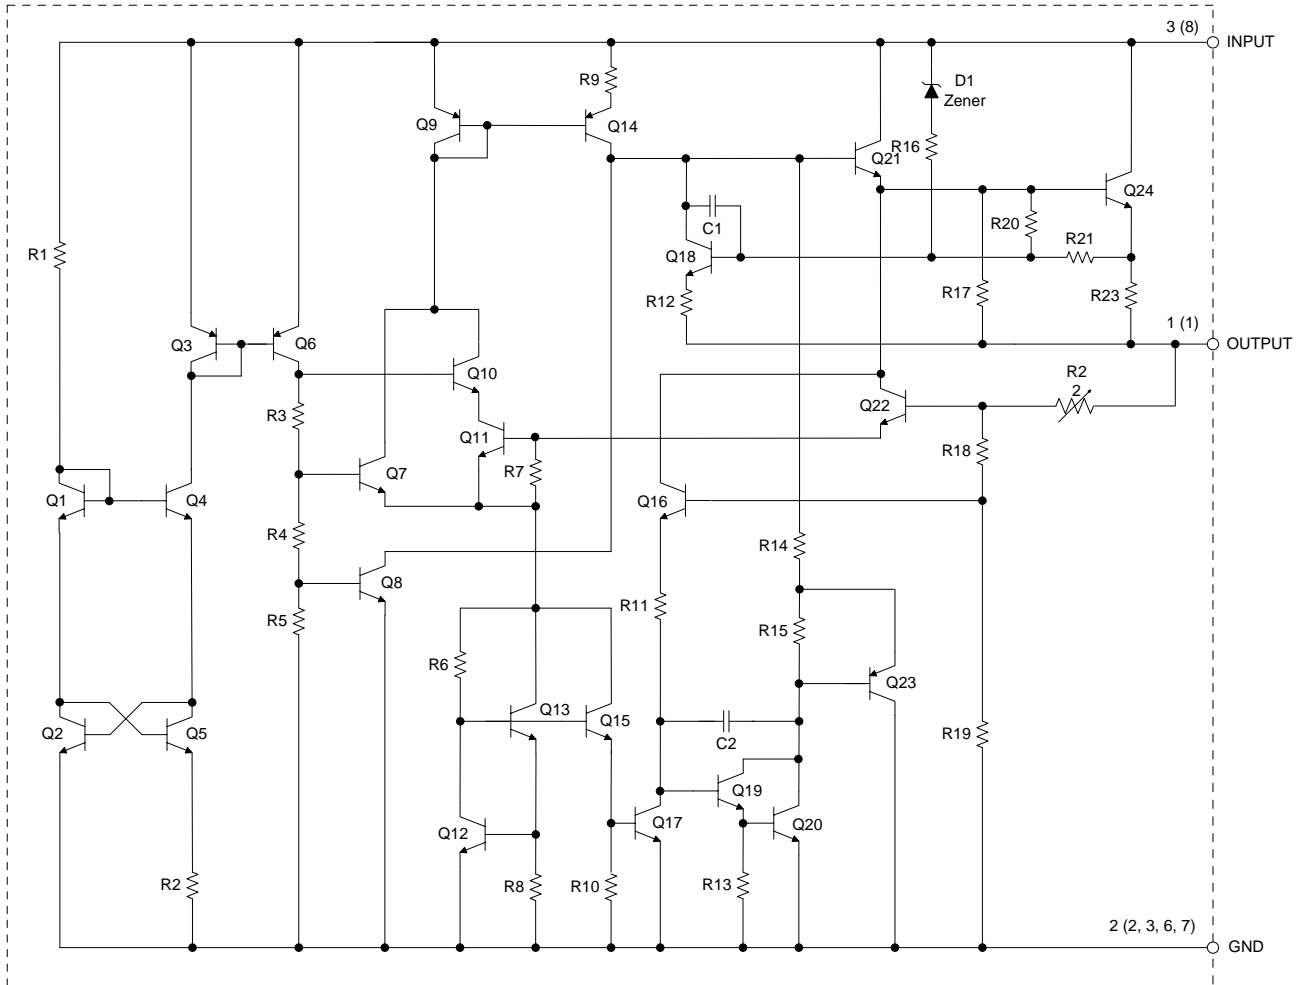 3 (8)
INPUT
R9
D1
Zener
Q9
Q14
Q21
R16
Q24
R20
C1
R21
R1
Q18
R12
R17
R23
1 (1)
OUTPUT
Q3
Q6
Q10
R2
2
Q22
R3
Q11
R18
R7
Q1
Q4
Q7
Q16
R4
R14
Q8
R11
R5
R15
R6
Q23
Q13
Q15
Q2
Q5
C2
R19
Q19
Q12
Q17
Q20
R2
R8
R10
R13
2 (2, 3, 6, 7)
GND